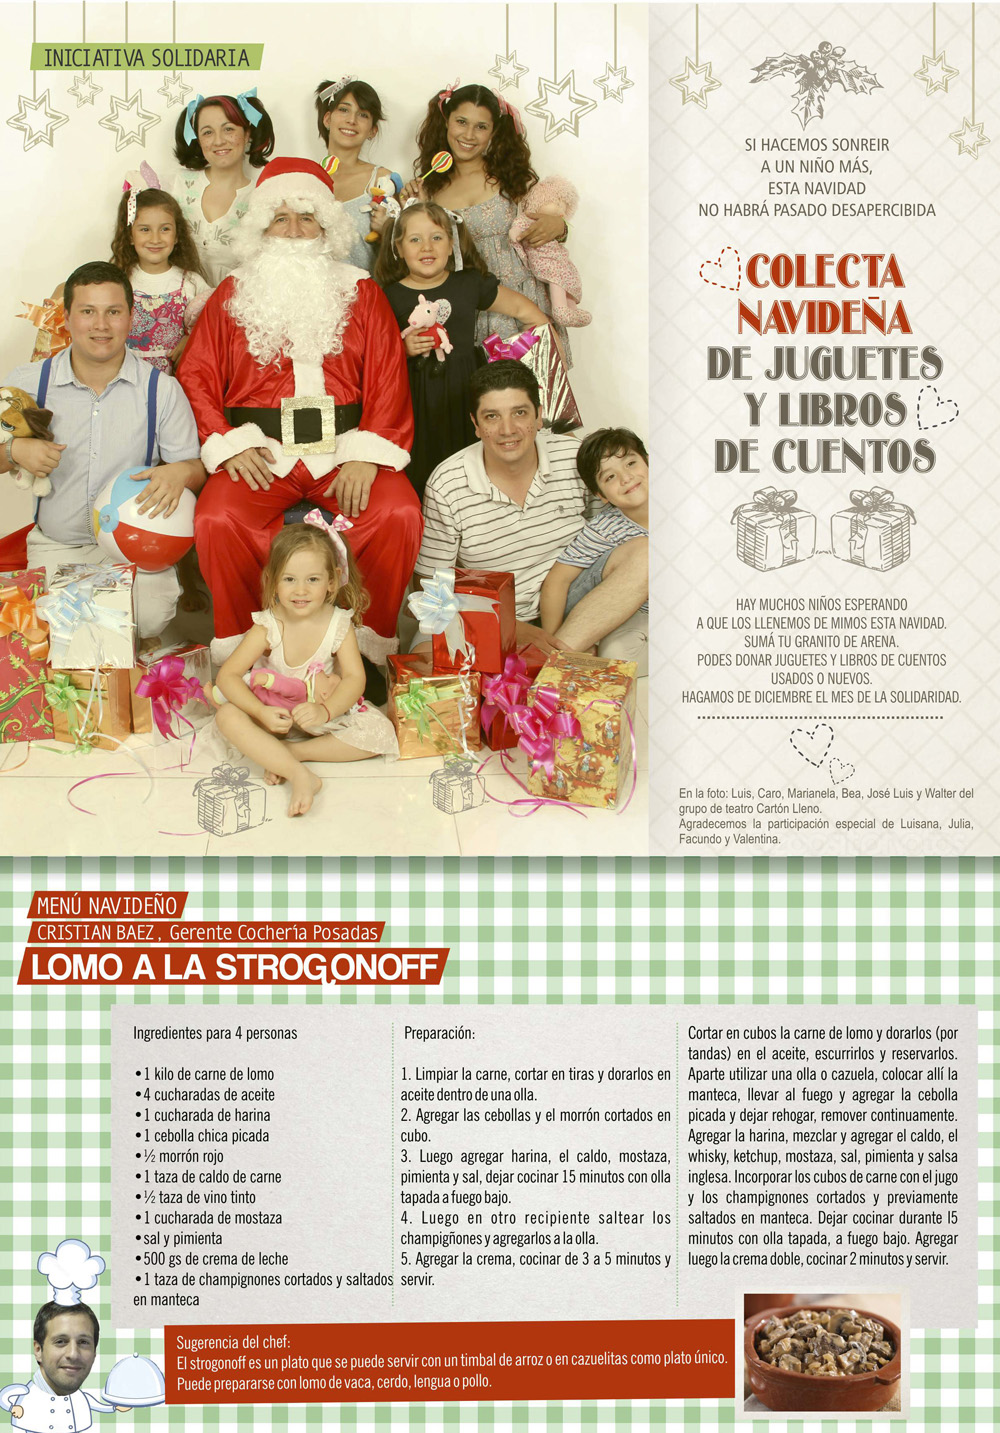 INICIATIVA SOLIDARIA
SI HACEMOS SONREIR
A UN NIÑO MÁS,
ESTA NAVIDAD
NO HABRÁ PASADO DESAPERCIBIDA
COLECTA
NAVIDEÑA
DE JUGUETES
Y LIBROS
DE CUENTOS
HAY MUCHOS NIÑOS ESPERANDO
A QUE LOS LLENEMOS DE MIMOS ESTA NAVIDAD.
SUMÁ TU GRANITO DE ARENA.
PODES DONAR JUGUETES Y LIBROS DE CUENTOS
USADOS O NUEVOS.
HAGAMOS DE DICIEMBRE EL MES DE LA SOLIDARIDAD.
En la foto: Luis, Caro, Marianela, Bea, José Luis y Walter del
grupo de teatro Cartón Lleno.
Agradecemos la participación especial de Luisana, Julia,
Facundo y Valentina.
MENÚ NAVIDEÑO
CRISTIAN BAEZ, Gerente Cochería Posadas
LOMO A LA STROGONOFF
Ingredientes para 4 personas
•1 kilo de carne de lomo
•4 cucharadas de aceite
•1 cucharada de harina
•1 cebolla chica picada
•½ morrón rojo
•1 taza de caldo de carne
•½ taza de vino tinto
•1 cucharada de mostaza
•sal y pimienta
•500 gs de crema de leche
•1 taza de champignones cortados y saltados
en manteca
Preparación:
1. Limpiar la carne, cortar en tiras y dorarlos en
aceite dentro de una olla.
2. Agregar las cebollas y el morrón cortados en
cubo.
3. Luego agregar harina, el caldo, mostaza,
pimienta y sal, dejar cocinar 15 minutos con olla
tapada a fuego bajo.
4. Luego en otro recipiente saltear los
champigñones y agregarlos a la olla.
5. Agregar la crema, cocinar de 3 a 5 minutos y
servir.
Cortar en cubos la carne de lomo y dorarlos (por
tandas) en el aceite, escurrirlos y reservarlos.
Aparte utilizar una olla o cazuela, colocar allí la
manteca, llevar al fuego y agregar la cebolla
picada y dejar rehogar, remover continuamente.
Agregar la harina, mezclar y agregar el caldo, el
whisky, ketchup, mostaza, sal, pimienta y salsa
inglesa. Incorporar los cubos de carne con el jugo
y los champignones cortados y previamente
saltados en manteca. Dejar cocinar durante l5
minutos con olla tapada, a fuego bajo. Agregar
luego la crema doble, cocinar 2 minutos y servir.
Sugerencia del chef:
El strogonoff es un plato que se puede servir con un timbal de arroz o en cazuelitas como plato único.
Puede prepararse con lomo de vaca, cerdo, lengua o pollo.